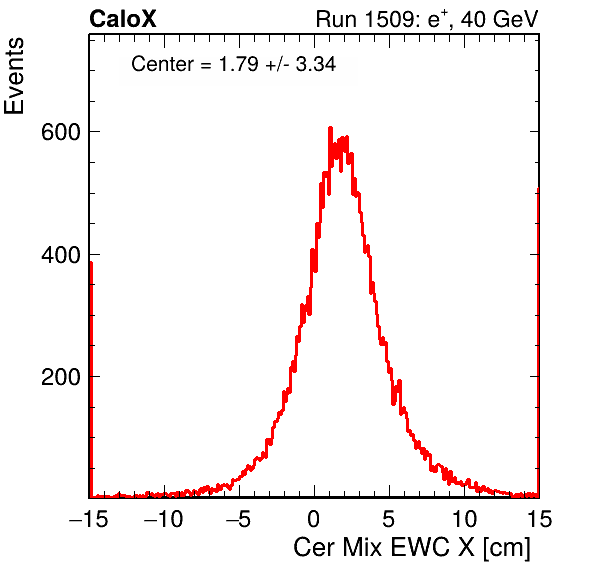 CaloX Run 1509: e⁺, 40 GeV
Center = 1.79 +/- 3.34
Events
600
400
200
−15 −10 −5 0 5 10 15
Cer Mix EWC X [cm]